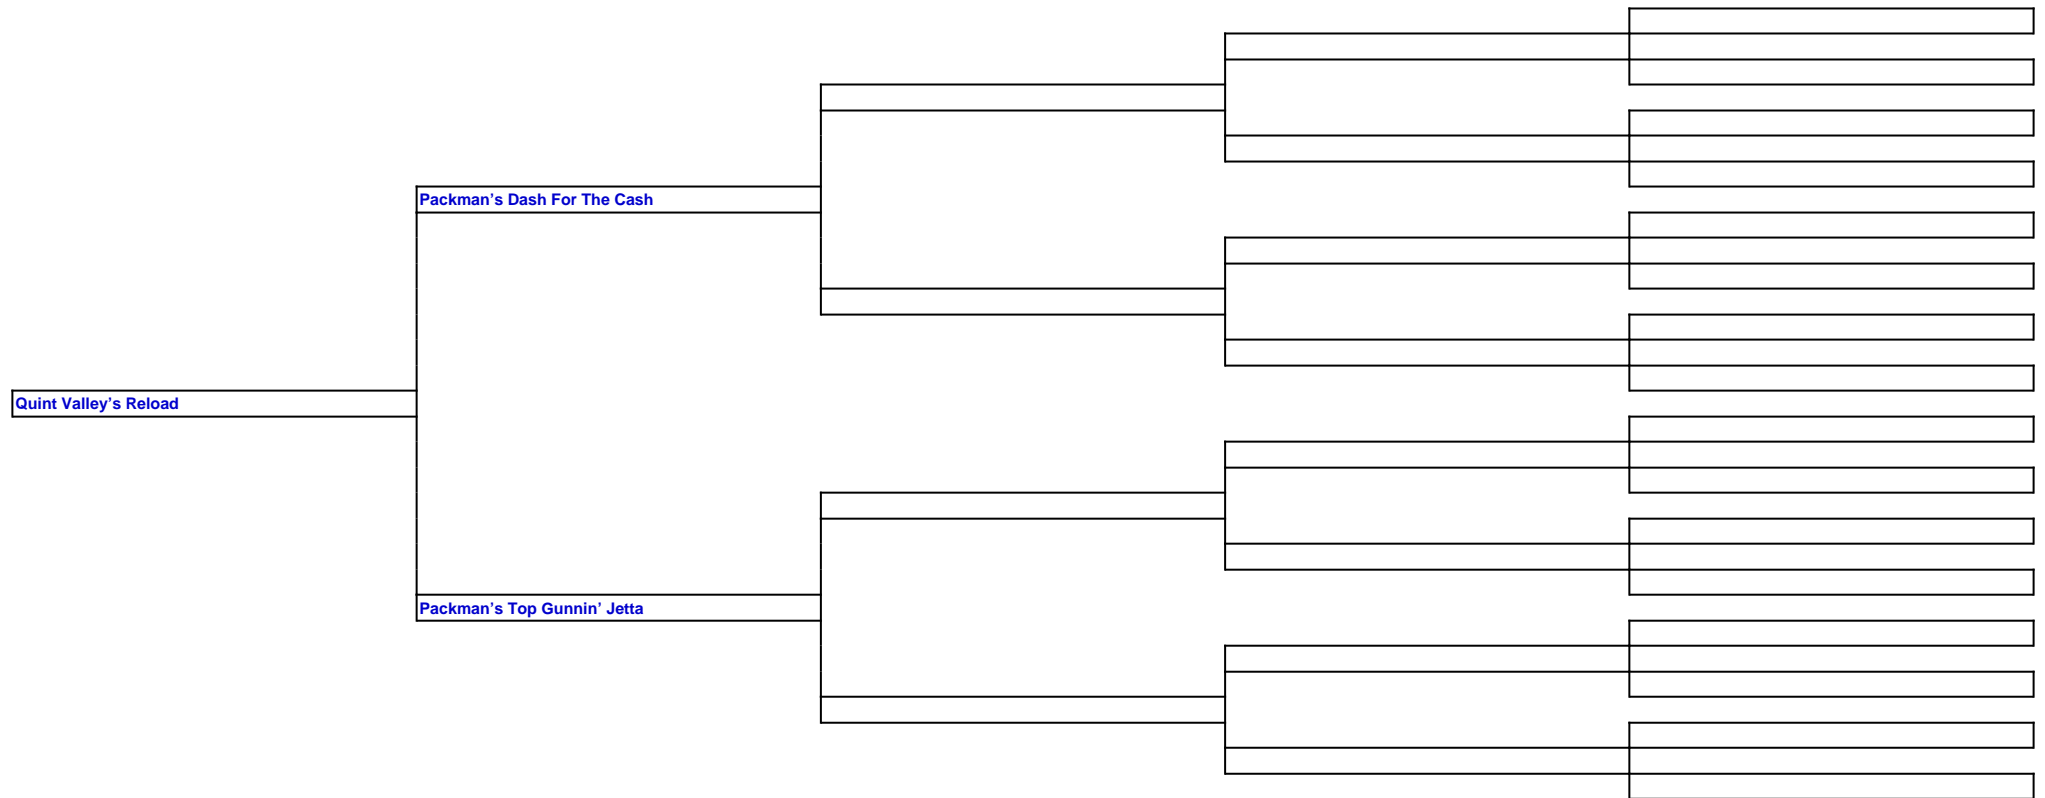 Packman’s Dash For The Cash
Quint Valley’s Reload
Packman’s Top Gunnin’ Jetta